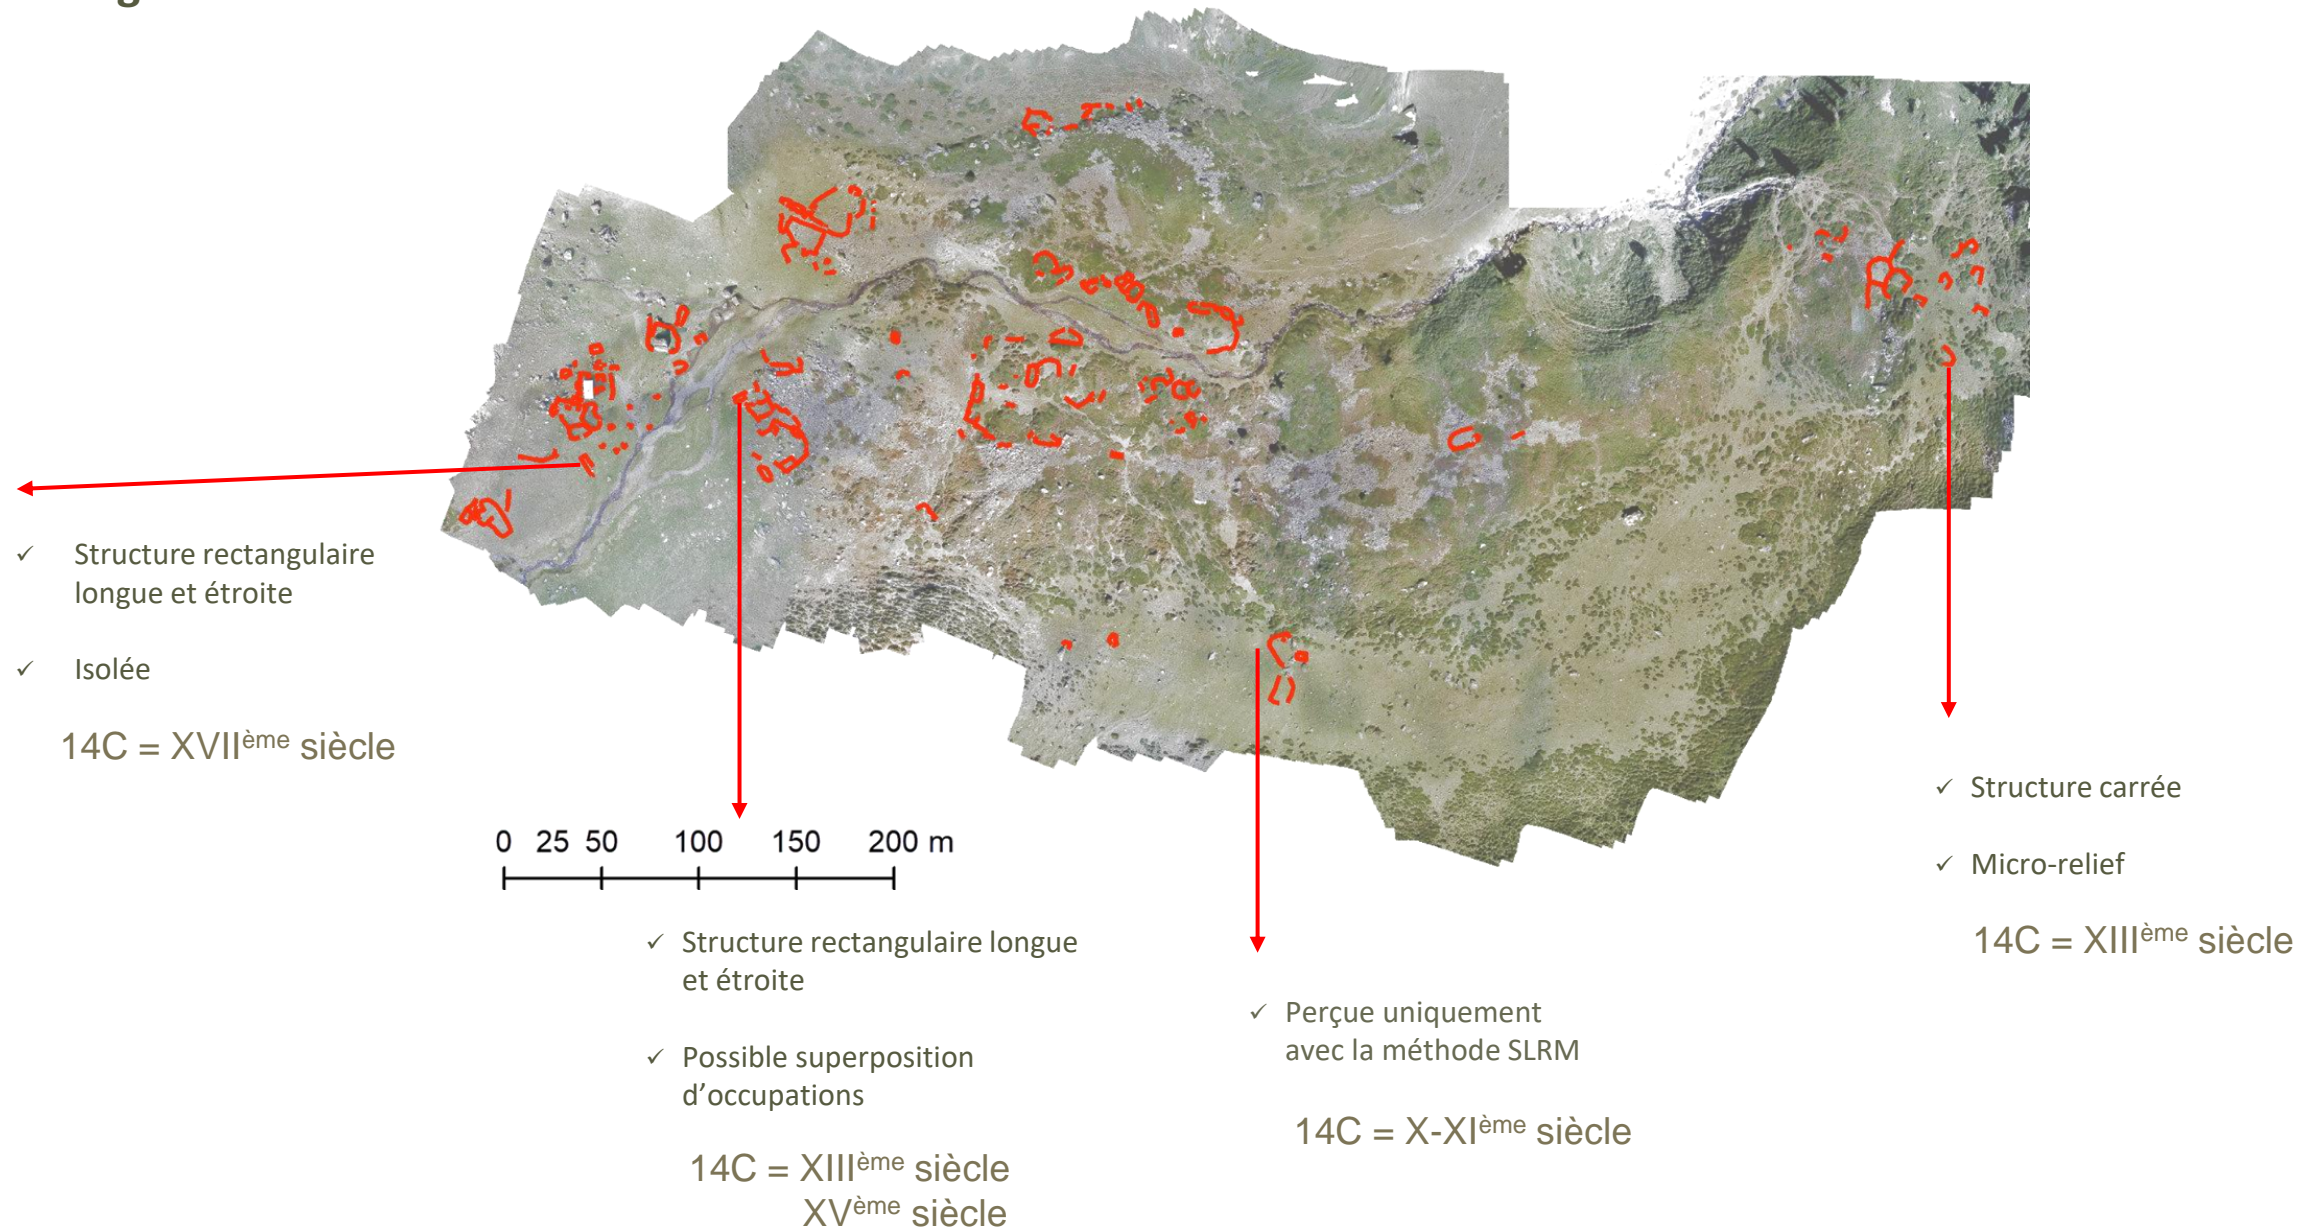 ✓ Structure rectangulaire
longue et étroite
✓ Isolée
14C = XVIIème siècle
0 25 50 100 150 200 m
✓ Structure rectangulaire longue
et étroite
✓ Possible superposition
d’occupations
14C = XIIIème siècle
XVème siècle
✓ Perçue uniquement
avec la méthode SLRM
14C = X-XIème siècle
✓ Structure carrée
✓ Micro-relief
14C = XIIIème siècle